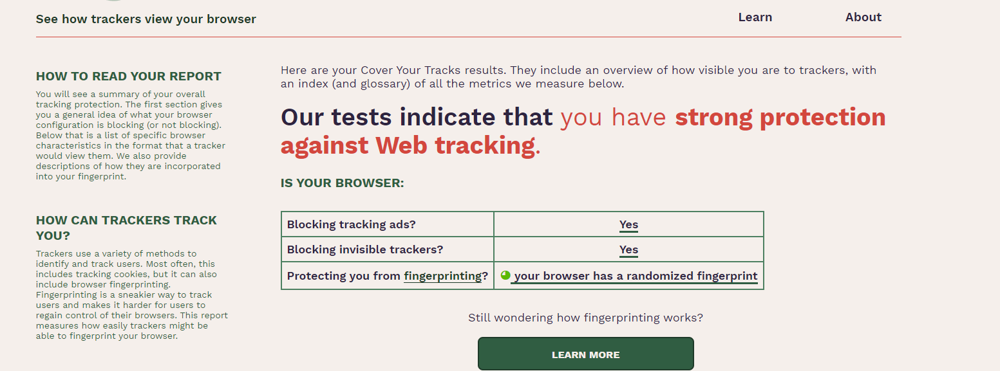 See how trackers view your browser
Learn
About
HOW TO READ YOUR REPORT
You will see a summary of your overall
tracking protection. The first section gives
you a general idea of what your browser
configuration is blocking (or not blocking).
Below that is a list of specific browser
characteristics in the format that a tracker
would view them. We also provide
descriptions of how they are incorporated
into your fingerprint.
HOW CAN TRACKERS TRACK
YOU?
Trackers use a variety of methods to
identify and track users. Most often, this
includes tracking cookies, but it can also
include browser fingerprinting.
Fingerprinting is a sneakier way to track
users and makes it harder for users to
regain control of their browsers. This report
measures how easily trackers might be
able to fingerprint your browser.
Here are your Cover Your Tracks results. They include an overview of how visible you are to trackers, with
an index (and glossary) of all the metrics we measure below.
Our tests indicate that you have strong protection
against Web tracking.
IS YOUR BROWSER:
Blocking tracking ads? Yes
Blocking invisible trackers? Yes
Protecting you from fingerprinting? your browser has a randomized fingerprint
Still wondering how fingerprinting works?
LEARN MORE